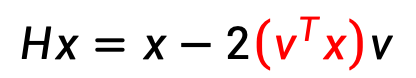 Hx = x − 2(vᵀx)v